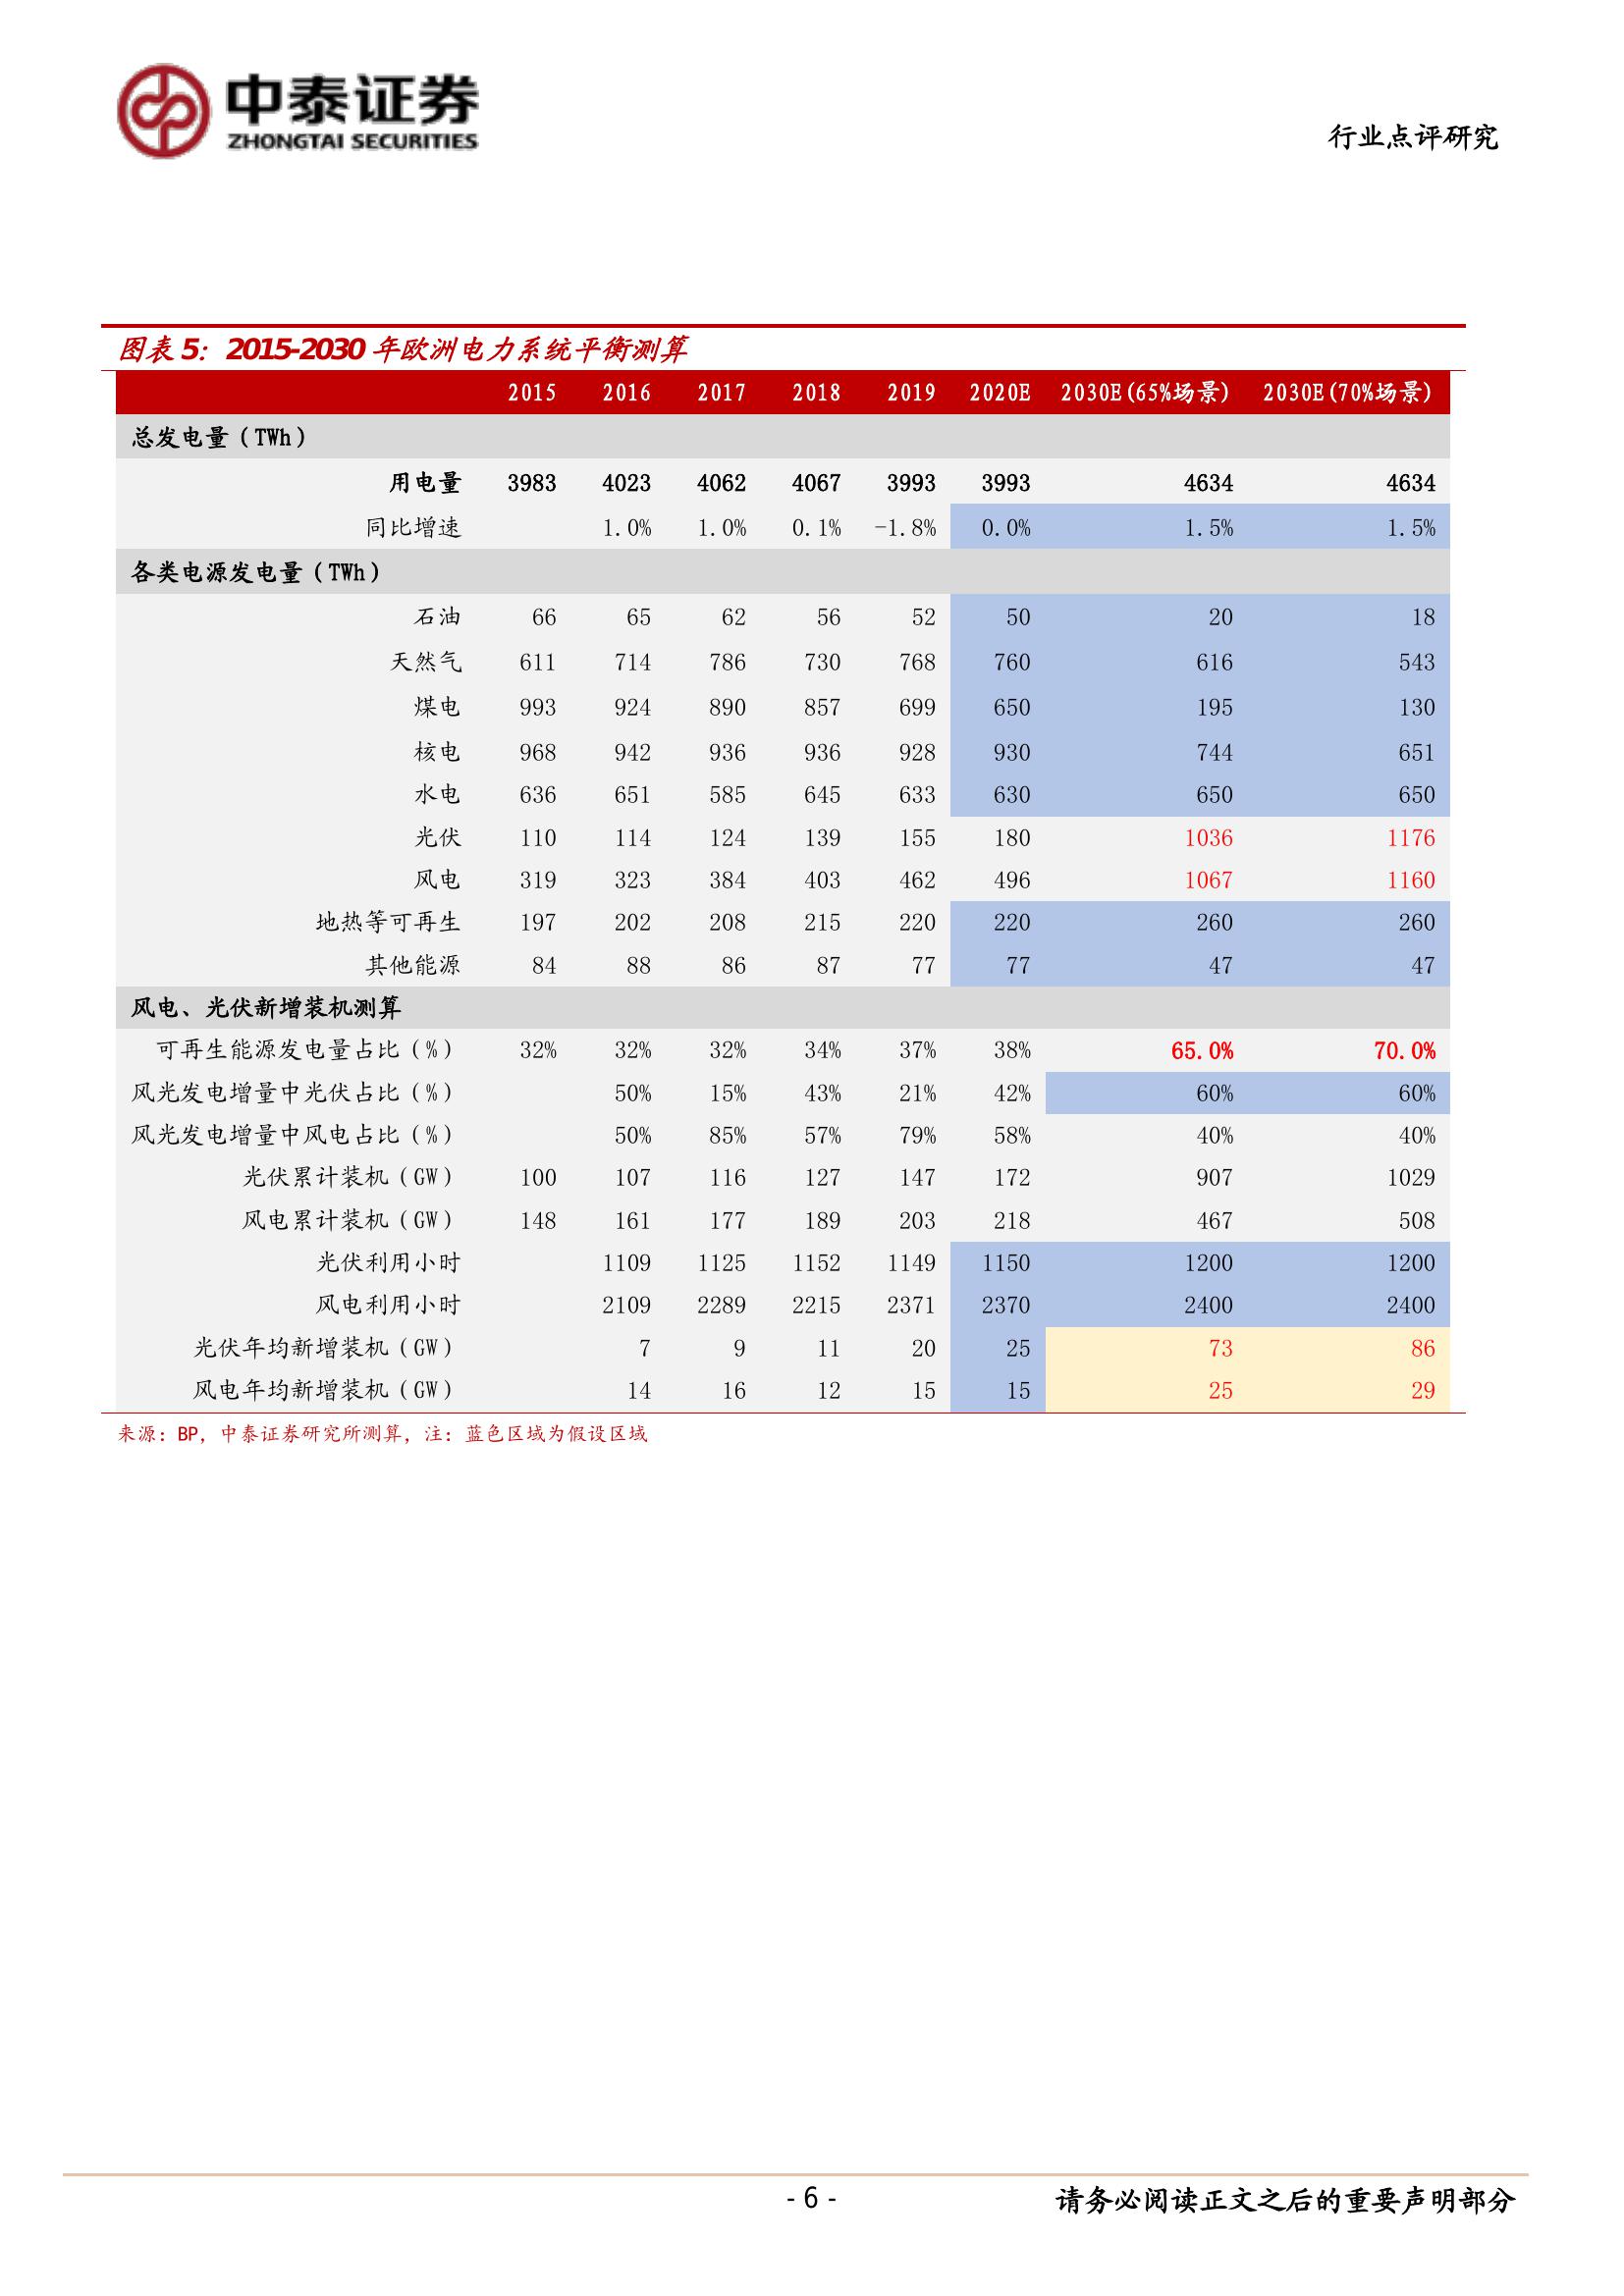 中泰证券
ZHONGTAI SECURITIES
行业点评研究
图表 5：2015-2030 年欧洲电力系统平衡测算
2015 2016 2017 2018 2019 2020E 2030E(65%场景) 2030E(70%场景)
总发电量（TWh）
用电量 3983 4023 4062 4067 3993 3993 4634 4634
同比增速 1.0% 1.0% 0.1% -1.8% 0.0% 1.5% 1.5%
各类电源发电量（TWh）
石油 66 65 62 56 52 50 20 18
天然气 611 714 786 730 768 760 616 543
煤电 993 924 890 857 699 650 195 130
核电 968 942 936 936 928 930 744 651
水电 636 651 585 645 633 630 650 650
光伏 110 114 124 139 155 180 1036 1176
风电 319 323 384 403 462 496 1067 1160
地热等可再生 197 202 208 215 220 220 260 260
其他能源 84 88 86 87 77 77 47 47
风电、光伏新增装机测算
可再生能源发电量占比（%） 32% 32% 32% 34% 37% 38% 65.0% 70.0%
风光发电增量中光伏占比（%） 50% 15% 43% 21% 42% 60% 60%
风光发电增量中风电占比（%） 50% 85% 57% 79% 58% 40% 40%
光伏累计装机（GW） 100 107 116 127 147 172 907 1029
风电累计装机（GW） 148 161 177 189 203 218 467 508
光伏利用小时 1109 1125 1152 1149 1150 1200 1200
风电利用小时 2109 2289 2215 2371 2370 2400 2400
光伏年均新增装机（GW） 7 9 11 20 25 73 86
风电年均新增装机（GW） 14 16 12 15 15 25 29
来源：BP，中泰证券研究所测算，注：蓝色区域为假设区域
- 6 -
请务必阅读正文之后的重要声明部分